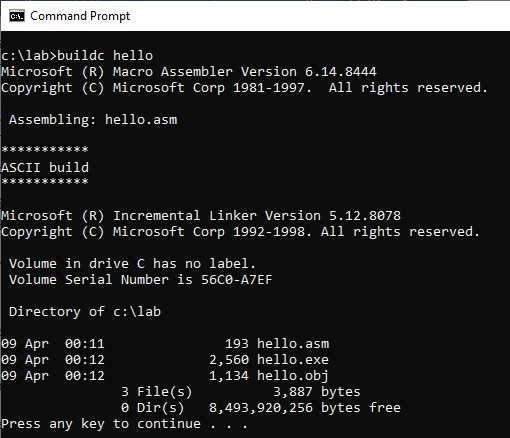 Command Prompt
c:\lab>buildc hello
Microsoft (R) Macro Assembler Version 6.14.8444
Copyright (C) Microsoft Corp 1981-1997.  All rights reserved.
 Assembling: hello.asm
***********
ASCII build
***********
Microsoft (R) Incremental Linker Version 5.12.8078
Copyright (C) Microsoft Corp 1992-1998. All rights reserved.
 Volume in drive C has no label.
 Volume Serial Number is 56C0-A7EF
 Directory of c:\lab
09 Apr  00:11               193 hello.asm
09 Apr  00:12             2,560 hello.exe
09 Apr  00:12             1,134 hello.obj
               3 File(s)          3,887 bytes
               0 Dir(s)   8,493,920,256 bytes free
Press any key to continue . . .